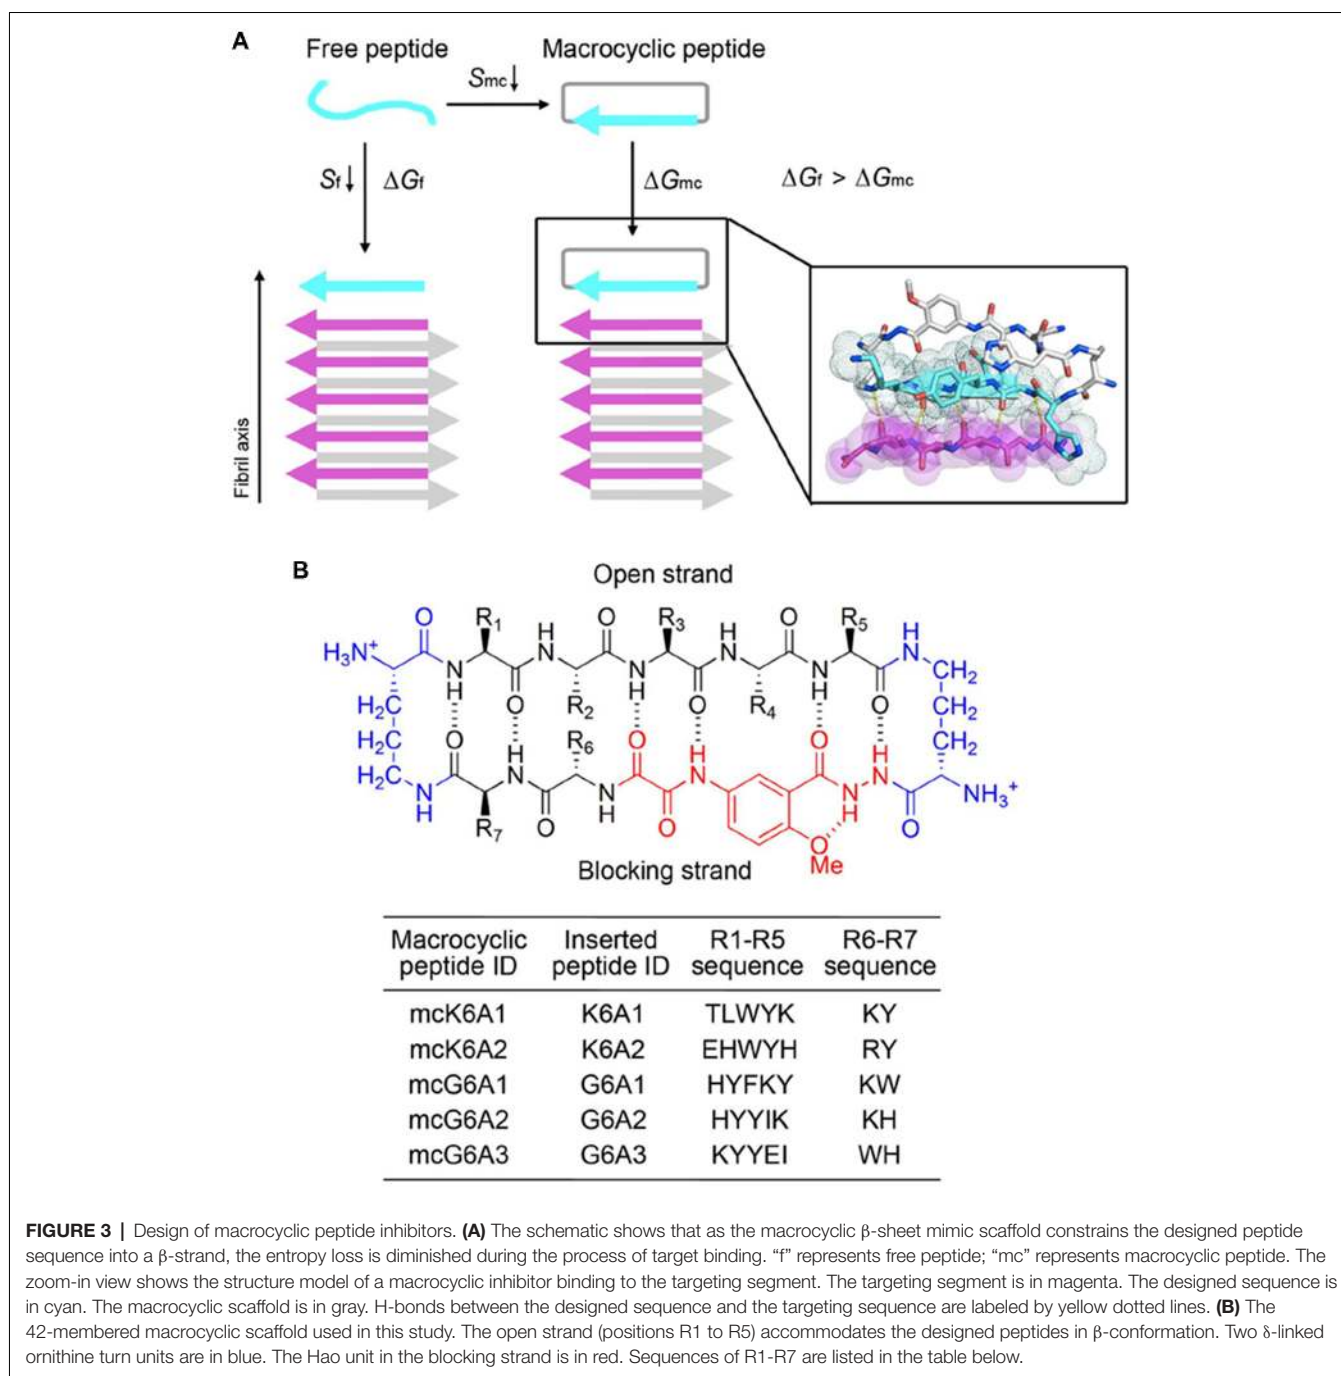 A
Free peptide
Macrocyclic peptide
Smc↓
Sf↓ ΔGf
ΔGmc
ΔGf > ΔGmc
Fibril axis
B
Open strand
O R1 H O R3 H O R5 H
H3N+ N N N N N N CH2
H H H
H2C O R2 O R4 O CH2
H2C O H R6 O H O H CH2
H2C N N N N NH3+
N N N H O
H R7 O H O O
Me
Blocking strand
Macrocyclic peptide ID Inserted peptide ID R1-R5 sequence R6-R7 sequence
mcK6A1 K6A1 TLWYK KY
mcK6A2 K6A2 EHWYH RY
mcG6A1 G6A1 HYFKY KW
mcG6A2 G6A2 HYYIK KH
mcG6A3 G6A3 KYYEI WH
FIGURE 3 | Design of macrocyclic peptide inhibitors. (A) The schematic shows that as the macrocyclic β-sheet mimic scaffold constrains the designed peptide
sequence into a β-strand, the entropy loss is diminished during the process of target binding. “f” represents free peptide; “mc” represents macrocyclic peptide. The
zoom-in view shows the structure model of a macrocyclic inhibitor binding to the targeting segment. The targeting segment is in magenta. The designed sequence is
in cyan. The macrocyclic scaffold is in gray. H-bonds between the designed sequence and the targeting sequence are labeled by yellow dotted lines. (B) The
42-membered macrocyclic scaffold used in this study. The open strand (positions R1 to R5) accommodates the designed peptides in β-conformation. Two δ-linked
ornithine turn units are in blue. The Hao unit in the blocking strand is in red. Sequences of R1-R7 are listed in the table below.